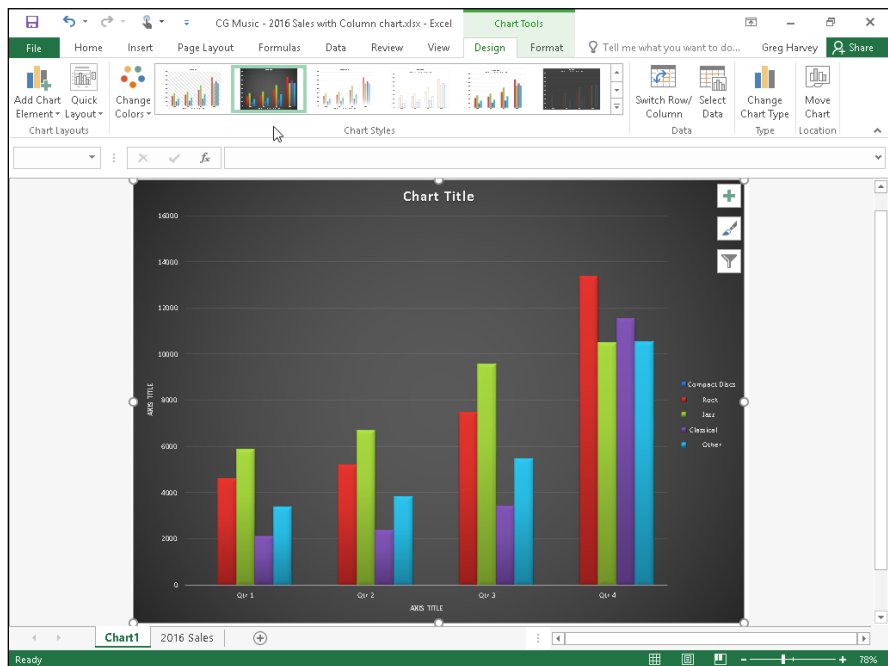 CG Music - 2016 Sales with Column chart.xlsx - Excel
Chart Tools
File Home Insert Page Layout Formulas Data Review View Design Format Tell me what you want to do... Greg Harvey Share
Add Chart Element
Quick Layout
Change Colors
Switch Row/ Column
Select Data
Change Chart Type
Move Chart
Chart Layouts Chart Styles Data Type Location
fx
Chart Title
16000
14000
12000
10000
8000
6000
4000
2000
0
AXIS TITLE
Compact Discs
Rock
Jazz
Classical
Other
Qtr 1 Qtr 2 Qtr 3 Qtr 4
AXIS TITLE
Chart1 2016 Sales
Ready
78%